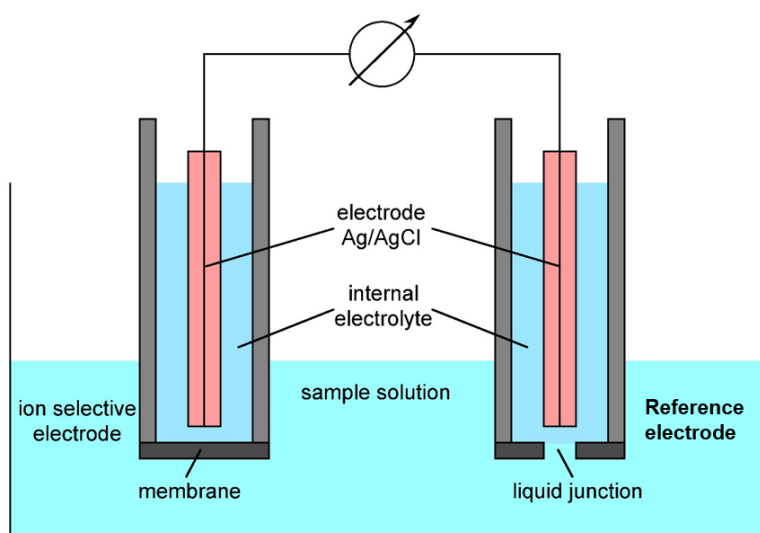 electrode
Ag/AgCl
internal
electrolyte
sample solution
ion selective
electrode
Reference
electrode
membrane
liquid junction